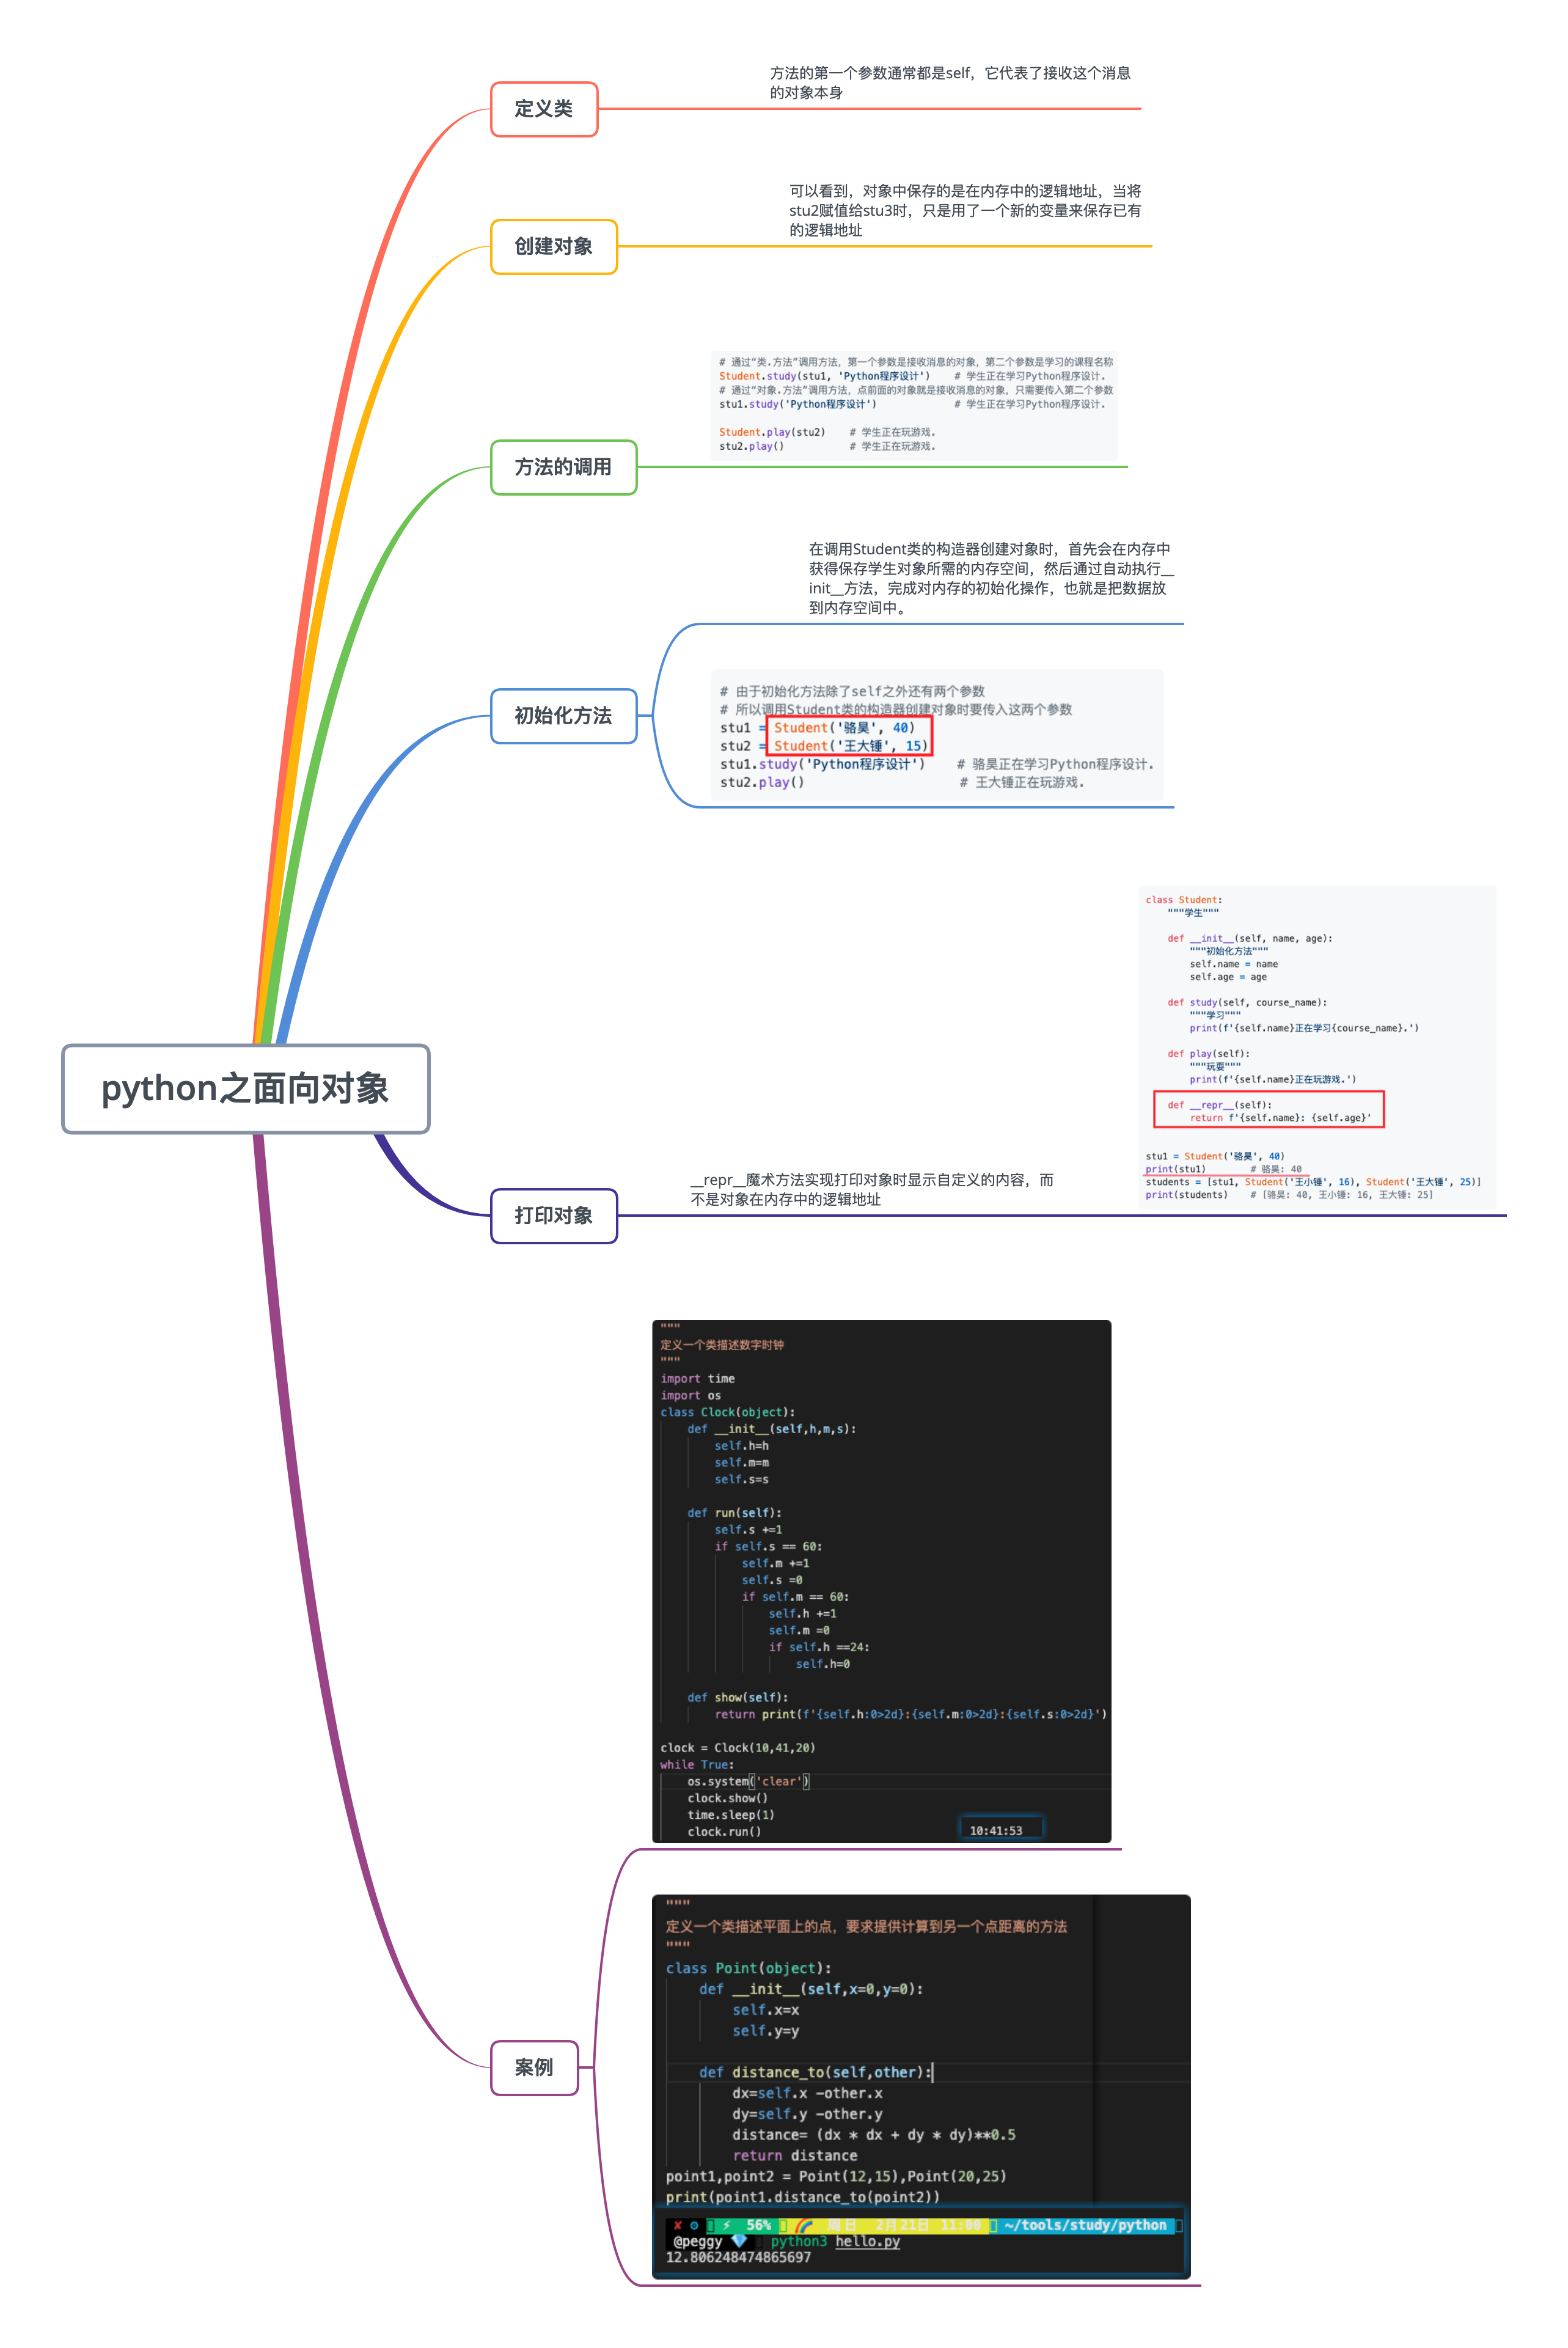 定义类
方法的第一个参数通常都是self，它代表了接收这个消息
的对象本身
创建对象
可以看到，对象中保存的是在内存中的逻辑地址，当将
stu2赋值给stu3时，只是用了一个新的变量来保存已有
的逻辑地址
方法的调用
# 通过“类.方法”调用方法，第一个参数是接收消息的对象，第二个参数是学习的课程名称
Student.study(stu1, 'Python程序设计')    # 学生正在学习Python程序设计.
# 通过“对象.方法”调用方法，点前面的对象就是接收消息的对象，只需要传入第二个参数
stu1.study('Python程序设计')             # 学生正在学习Python程序设计.
Student.play(stu2)    # 学生正在玩游戏.
stu2.play()           # 学生正在玩游戏.
初始化方法
在调用Student类的构造器创建对象时，首先会在内存中
获得保存学生对象所需的内存空间，然后通过自动执行__
init__方法，完成对内存的初始化操作，也就是把数据放
到内存空间中。
# 由于初始化方法除了self之外还有两个参数
# 所以调用Student类的构造器创建对象时要传入这两个参数
stu1 = Student('骆昊', 40)
stu2 = Student('王大锤', 15)
stu1.study('Python程序设计')    # 骆昊正在学习Python程序设计.
stu2.play()                    # 王大锤正在玩游戏.
python之面向对象
打印对象
__repr__魔术方法实现打印对象时显示自定义的内容，而
不是对象在内存中的逻辑地址
class Student:
    """学生"""
    def __init__(self, name, age):
        """初始化方法"""
        self.name = name
        self.age = age
    def study(self, course_name):
        """学习"""
        print(f'{self.name}正在学习{course_name}.')
    def play(self):
        """玩耍"""
        print(f'{self.name}正在玩游戏.')
    def __repr__(self):
        return f'{self.name}: {self.age}'
stu1 = Student('骆昊', 40)
print(stu1)        # 骆昊: 40
students = [stu1, Student('王小锤', 16), Student('王大锤', 25)]
print(students)    # [骆昊: 40, 王小锤: 16, 王大锤: 25]
案例
"""
定义一个类描述数字时钟
"""
import time
import os
class Clock(object):
    def __init__(self,h,m,s):
        self.h=h
        self.m=m
        self.s=s
    def run(self):
        self.s +=1
        if self.s == 60:
            self.m +=1
            self.s =0
            if self.m == 60:
                self.h +=1
                self.m =0
                if self.h ==24:
                    self.h=0
    def show(self):
        return print(f'{self.h:0>2d}:{self.m:0>2d}:{self.s:0>2d}')
clock = Clock(10,41,20)
while True:
    os.system('clear')
    clock.show()
    time.sleep(1)
    clock.run()
10:41:53
"""
定义一个类描述平面上的点，要求提供计算到另一个点距离的方法
"""
class Point(object):
    def __init__(self,x=0,y=0):
        self.x=x
        self.y=y
    def distance_to(self,other):
        dx=self.x -other.x
        dy=self.y -other.y
        distance= (dx * dx + dy * dy)**0.5
        return distance
point1,point2 = Point(12,15),Point(20,25)
print(point1.distance_to(point2))
56% 周日 2月21日 11:00 ~/tools/study/python
@peggy python3 hello.py
12.806248474865697